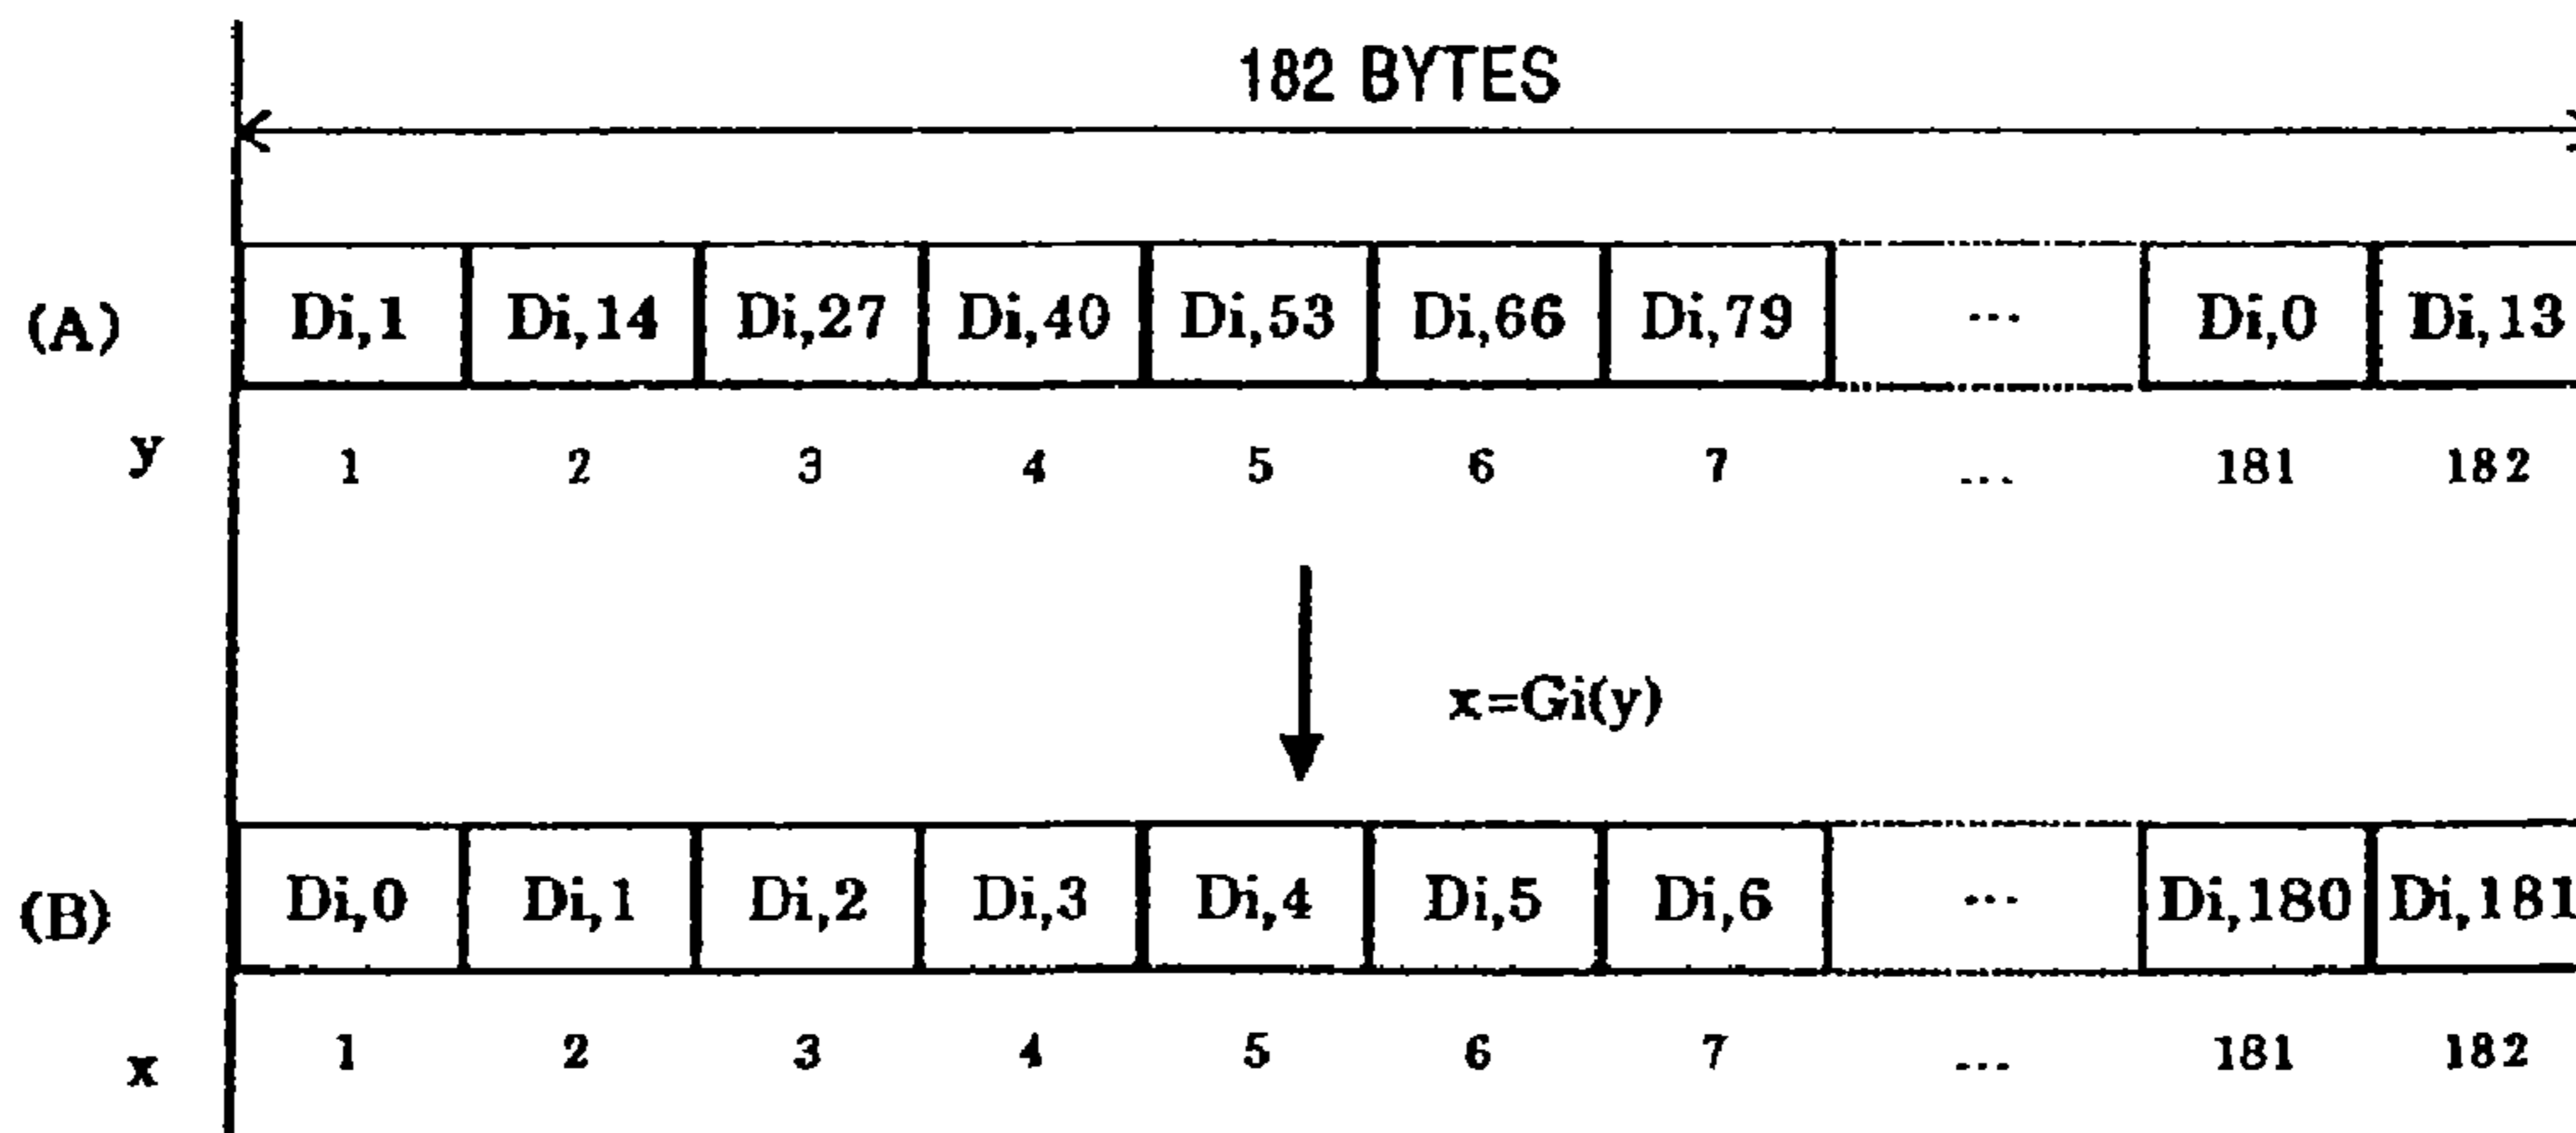 182 BYTES
(A) Di,1 Di,14 Di,27 Di,40 Di,53 Di,66 Di,79 ... Di,0 Di,13
y 1 2 3 4 5 6 7 ... 181 182
x=Gi(y)
(B) Di,0 Di,1 Di,2 Di,3 Di,4 Di,5 Di,6 ... Di,180 Di,181
x 1 2 3 4 5 6 7 ... 181 182